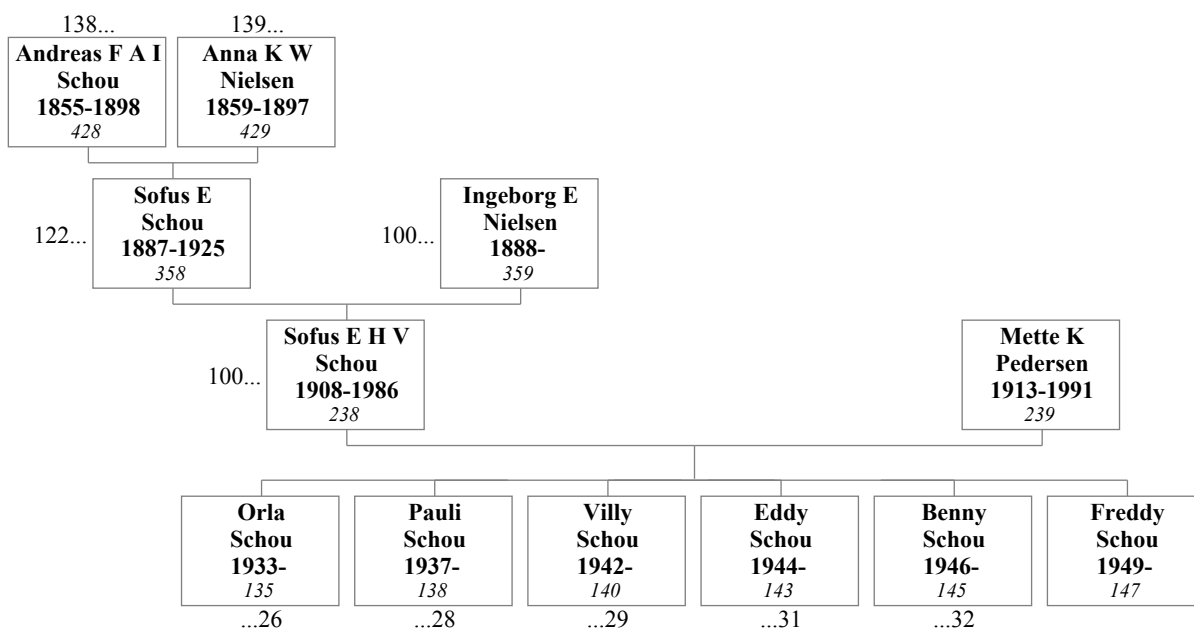 138...
139...
Andreas F A I
Schou
1855-1898
428
Anna K W
Nielsen
1859-1897
429
122...
Sofus E
Schou
1887-1925
358
100...
Ingeborg E
Nielsen
1888-
359
100...
Sofus E H V
Schou
1908-1986
238
Mette K
Pedersen
1913-1991
239
Orla
Schou
1933-
135
...26
Pauli
Schou
1937-
138
...28
Villy
Schou
1942-
140
...29
Eddy
Schou
1944-
143
...31
Benny
Schou
1946-
145
...32
Freddy
Schou
1949-
147